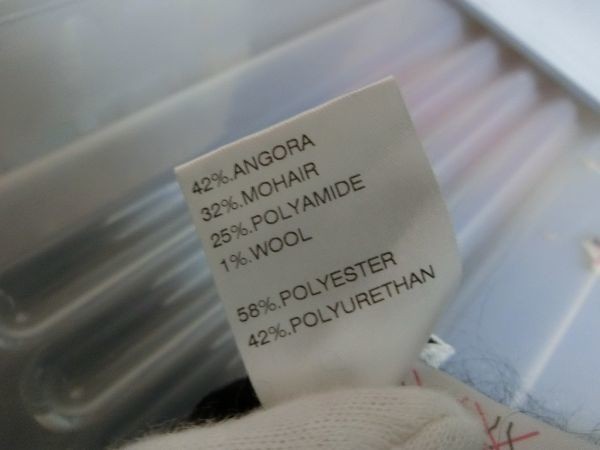 42%.ANGORA
32%.MOHAIR
25%.POLYAMIDE
1%.WOOL
58%.POLYESTER
42%.POLYURETHAN